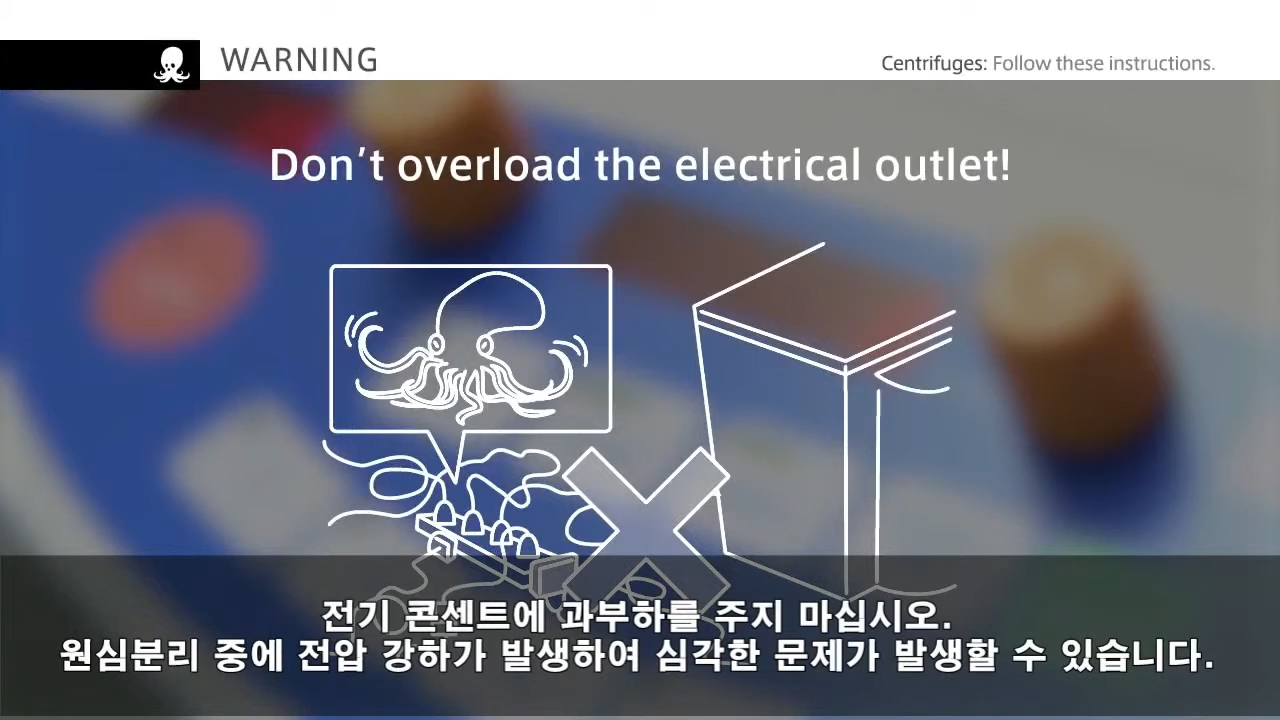 WARNING
Centrifuges: Follow these instructions.
Don't overload the electrical outlet!
전기 콘센트에 과부하를 주지 마십시오.
원심분리 중에 전압 강하가 발생하여 심각한 문제가 발생할 수 있습니다.